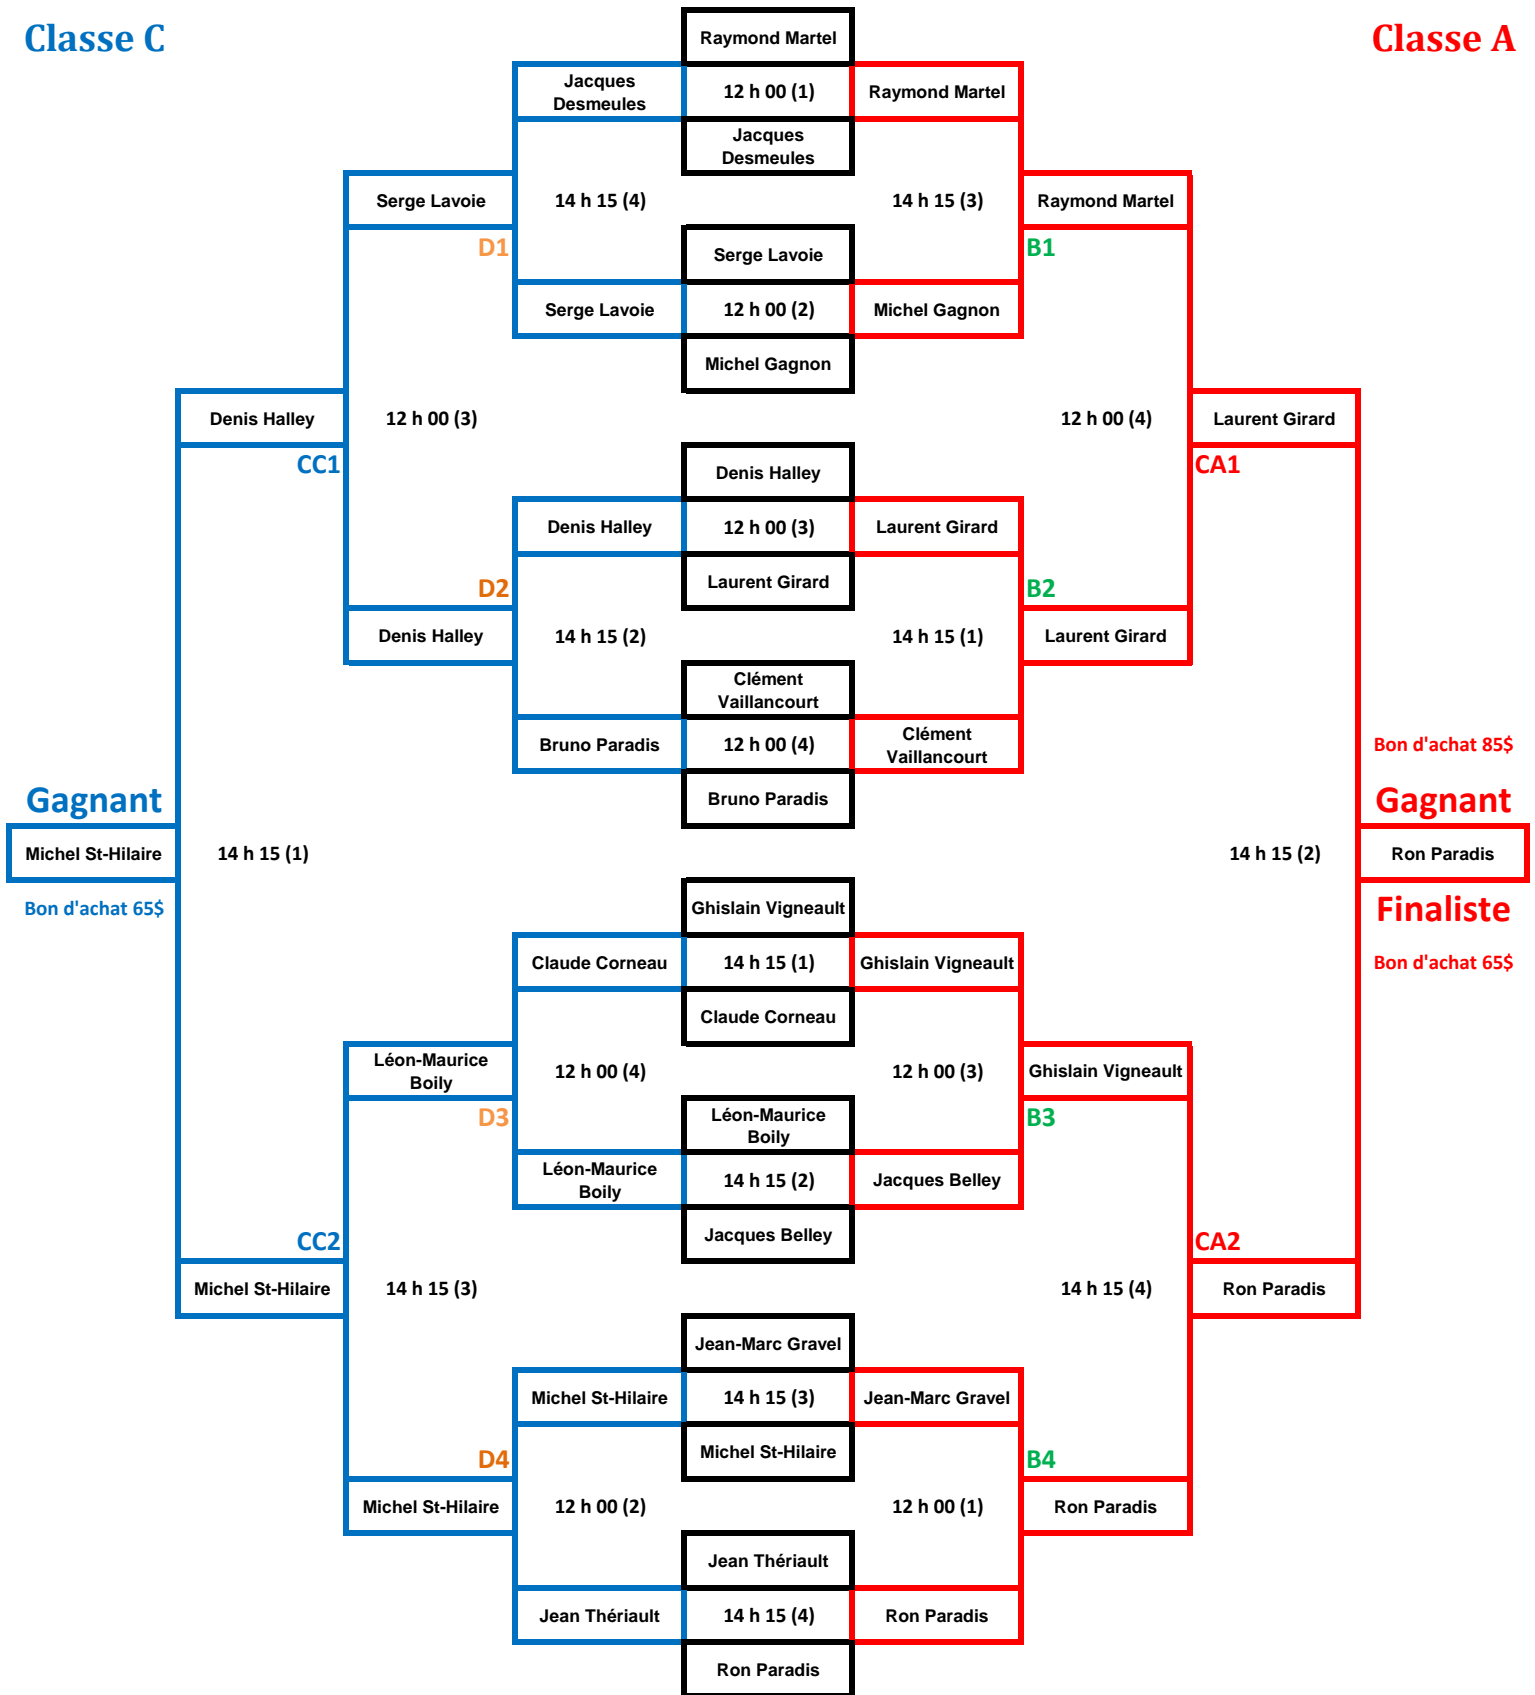 Classe C
Raymond Martel
Classe A
Jacques
Desmeules
12 h 00 (1)
Raymond Martel
Jacques
Desmeules
Serge Lavoie
14 h 15 (4)
14 h 15 (3)
Raymond Martel
D1
Serge Lavoie
B1
Serge Lavoie
12 h 00 (2)
Michel Gagnon
Michel Gagnon
Denis Halley
12 h 00 (3)
12 h 00 (4)
Laurent Girard
CC1
Denis Halley
CA1
Denis Halley
12 h 00 (3)
Laurent Girard
D2
Laurent Girard
B2
Denis Halley
14 h 15 (2)
14 h 15 (1)
Laurent Girard
Clément
Vaillancourt
Bruno Paradis
12 h 00 (4)
Clément
Vaillancourt
Bon d'achat 85$
Gagnant
Bruno Paradis
Gagnant
Michel St-Hilaire
14 h 15 (1)
14 h 15 (2)
Ron Paradis
Bon d'achat 65$
Ghislain Vigneault
Finaliste
Claude Corneau
14 h 15 (1)
Ghislain Vigneault
Bon d'achat 65$
Claude Corneau
Léon-Maurice
Boily
12 h 00 (4)
12 h 00 (3)
Ghislain Vigneault
D3
Léon-Maurice
Boily
B3
Léon-Maurice
Boily
14 h 15 (2)
Jacques Belley
CC2
Jacques Belley
CA2
Michel St-Hilaire
14 h 15 (3)
14 h 15 (4)
Ron Paradis
Jean-Marc Gravel
Michel St-Hilaire
14 h 15 (3)
Jean-Marc Gravel
D4
Michel St-Hilaire
B4
Michel St-Hilaire
12 h 00 (2)
12 h 00 (1)
Ron Paradis
Jean Thériault
Jean Thériault
14 h 15 (4)
Ron Paradis
Ron Paradis